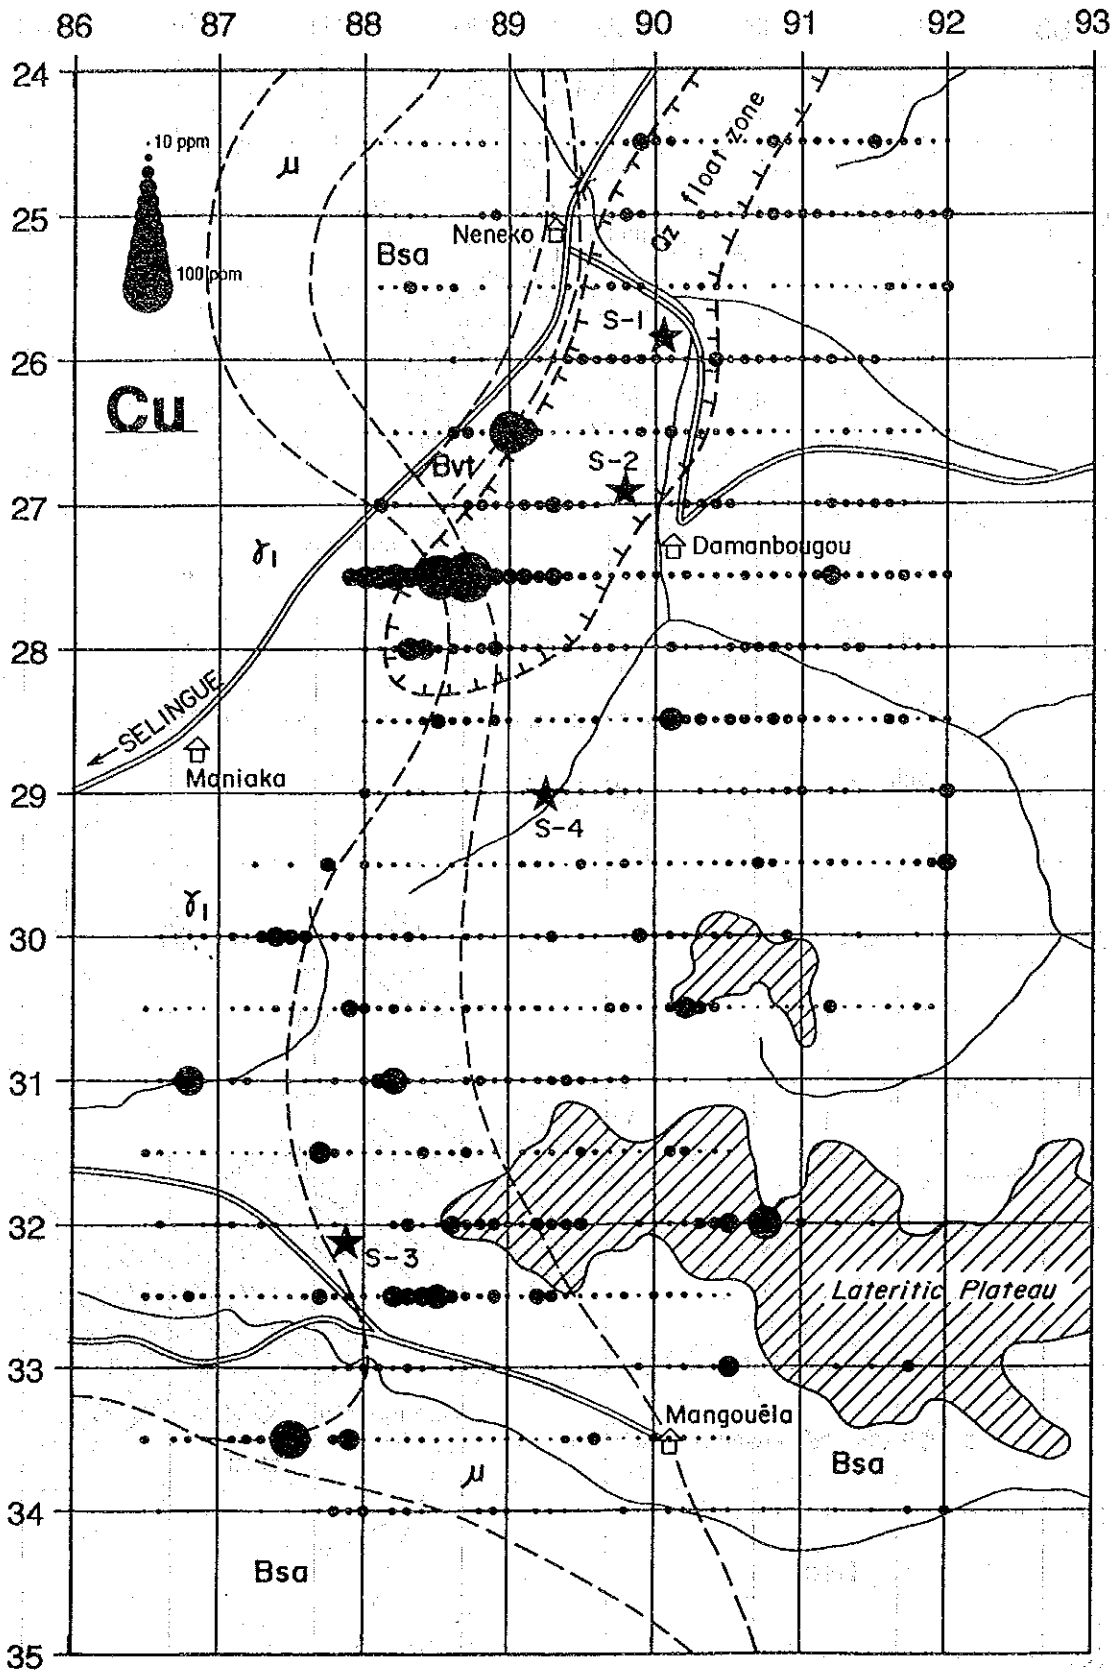 86 87 88 89 90 91 92 93
24
10 ppm
μ
Qz float zone
25
Neneko
Bsa
100 ppm
S-1
26
Cu
Bvt
S-2
27
γ1
Damanbougou
28
SELINGUE
Maniaka
29
S-4
γ1
30
31
32
S-3
Lateritic Plateau
33
Mangouêla
μ
Bsa
34
Bsa
35